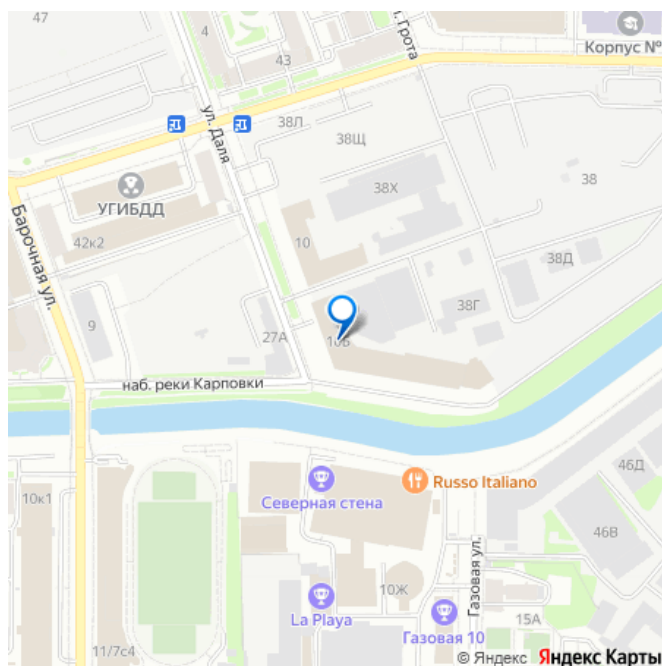 47
4
43
ул. Грота
Корпус №
ул. Даля
38Л
38Щ
38Х
38
УГИБДД
42к2
10
38Д
Барочная ул.
9
27А
38Г
наб. реки Карповки
46Д
Russo Italiano
Северная стена
10к1
46В
Газовая ул.
10Ж
La Playa
Газовая 10
15А
11/7с4
© Яндекс Яндекс Карты